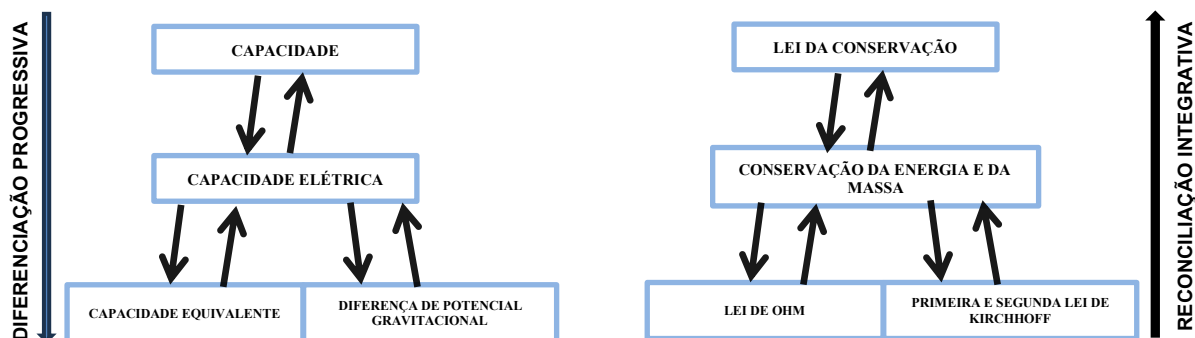 DIFERENCIAÇÃO PROGRESSIVA
CAPACIDADE
CAPACIDADE ELÉTRICA
CAPACIDADE EQUIVALENTE
DIFERENÇA DE POTENCIAL
GRAVITACIONAL
LEI DA CONSERVAÇÃO
CONSERVAÇÃO DA ENERGIA E DA
MASSA
LEI DE OHM
PRIMEIRA E SEGUNDA LEI DE
KIRCHHOFF
RECONCILIAÇÃO INTEGRATIVA